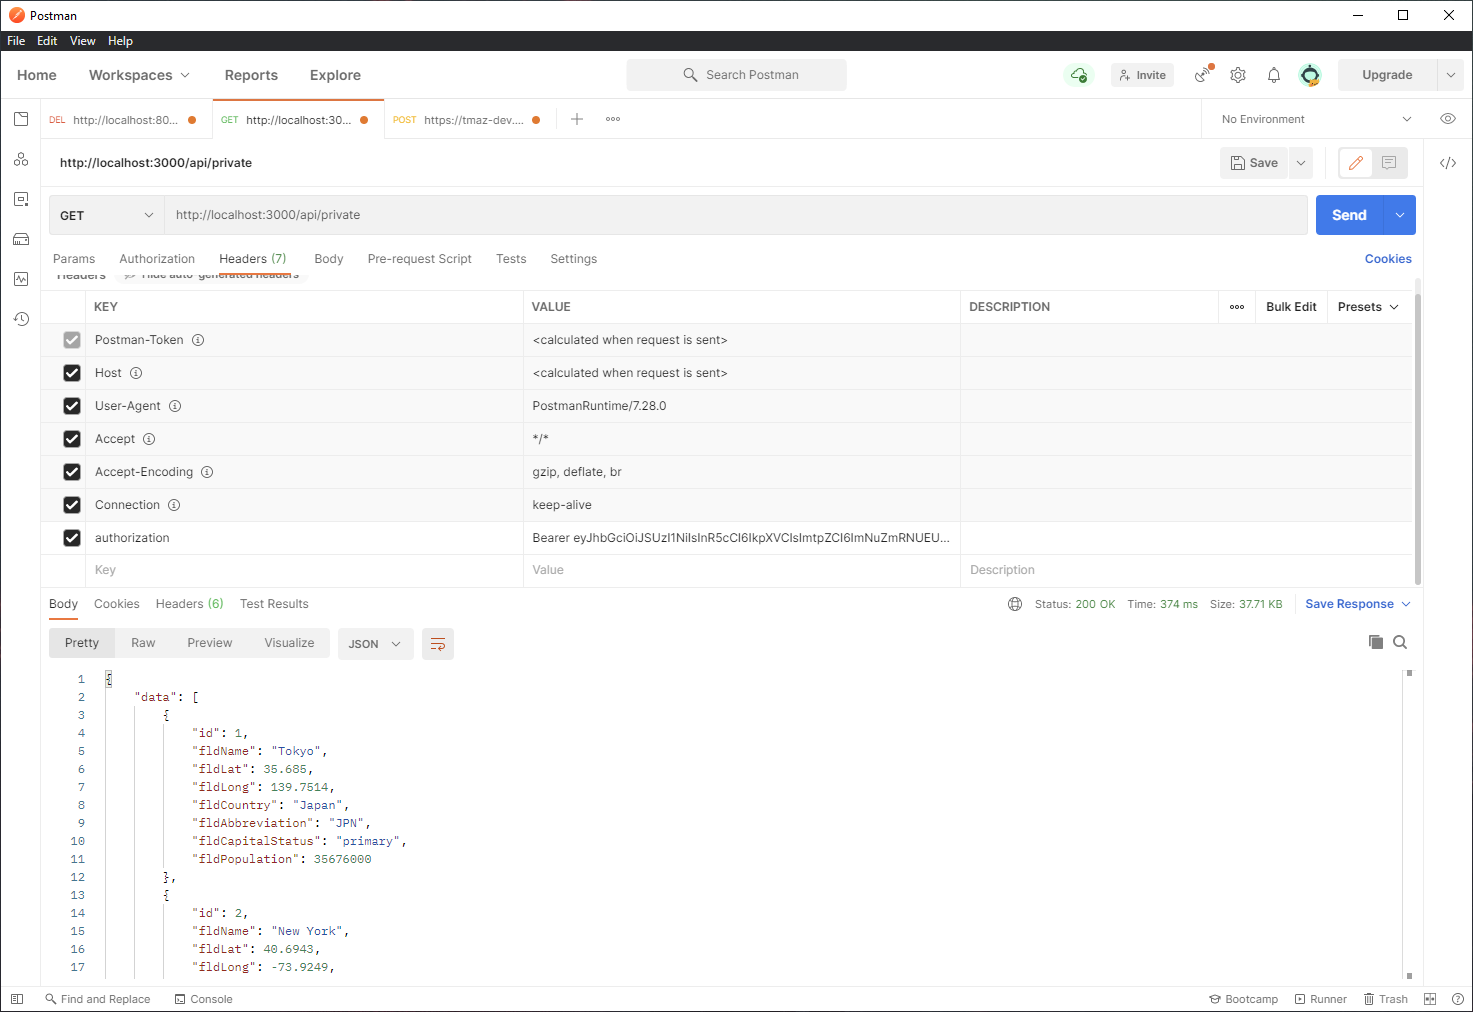 Postman
File Edit View Help
Home Workspaces Reports Explore Search Postman Invite Upgrade
DEL http://localhost:80... GET http://localhost:30... POST https://tmaz-dev.... No Environment
http://localhost:3000/api/private Save
GET http://localhost:3000/api/private Send
Params Authorization Headers (7) Body Pre-request Script Tests Settings Cookies
Headers Hide auto-generated headers
KEY VALUE DESCRIPTION Bulk Edit Presets
Postman-Token <calculated when request is sent>
Host <calculated when request is sent>
User-Agent PostmanRuntime/7.28.0
Accept */*
Accept-Encoding gzip, deflate, br
Connection keep-alive
authorization Bearer eyJhbGciOiJSUzI1NiIsInR5cCI6IkpXVCIsImtpZCI6ImNuZmRNUEU...
Key Value Description
Body Cookies Headers (6) Test Results Status: 200 OK Time: 374 ms Size: 37.71 KB Save Response
Pretty Raw Preview Visualize JSON
1 {
2 "data": [
3 {
4 "id": 1,
5 "fldName": "Tokyo",
6 "fldLat": 35.685,
7 "fldLong": 139.7514,
8 "fldCountry": "Japan",
9 "fldAbbreviation": "JPN",
10 "fldCapitalStatus": "primary",
11 "fldPopulation": 35676000
12 },
13 {
14 "id": 2,
15 "fldName": "New York",
16 "fldLat": 40.6943,
17 "fldLong": -73.9249,
Find and Replace Console Bootcamp Runner Trash